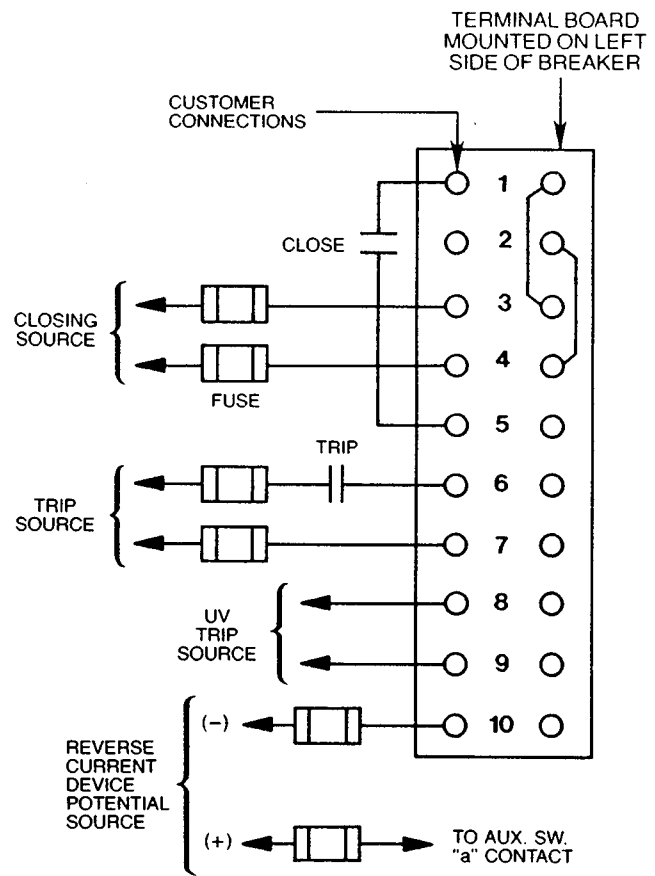 TERMINAL BOARD
MOUNTED ON LEFT
SIDE OF BREAKER
CUSTOMER
CONNECTIONS
1
CLOSE
2
CLOSING
SOURCE
3
4
FUSE
5
TRIP
TRIP
SOURCE
6
7
UV
TRIP
SOURCE
8
9
REVERSE
CURRENT
DEVICE
POTENTIAL
SOURCE
(-)
10
(+)
TO AUX. SW.
"a" CONTACT